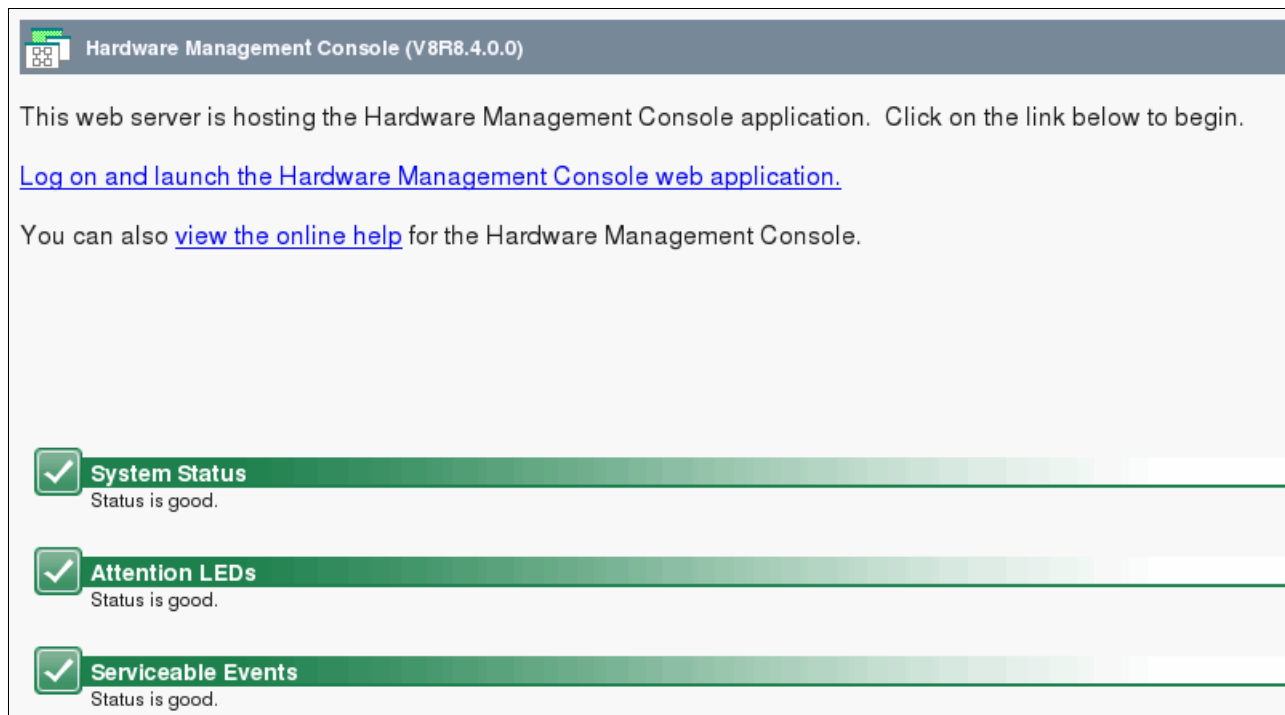 Hardware Management Console (V8R8.4.0.0)
This web server is hosting the Hardware Management Console application.  Click on the link below to begin.
Log on and launch the Hardware Management Console web application.
You can also view the online help for the Hardware Management Console.
System Status
Status is good.
Attention LEDs
Status is good.
Serviceable Events
Status is good.